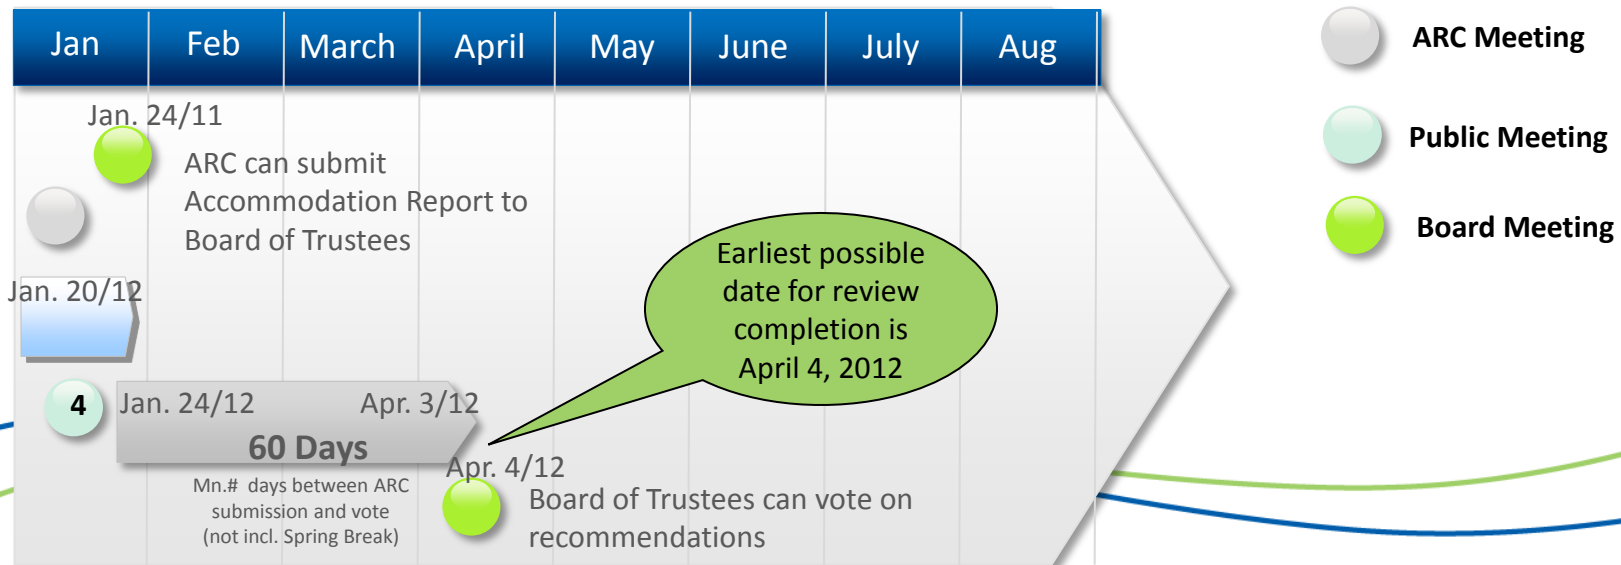 Jan Feb March April May June July Aug
ARC Meeting
Public Meeting
Board Meeting
Jan. 24/11
ARC can submit
Accommodation Report to
Board of Trustees
Jan. 20/12
Earliest possible
date for review
completion is
April 4, 2012
4
Jan. 24/12 Apr. 3/12
60 Days
Mn.# days between ARC
submission and vote
(not incl. Spring Break)
Apr. 4/12
Board of Trustees can vote on
recommendations